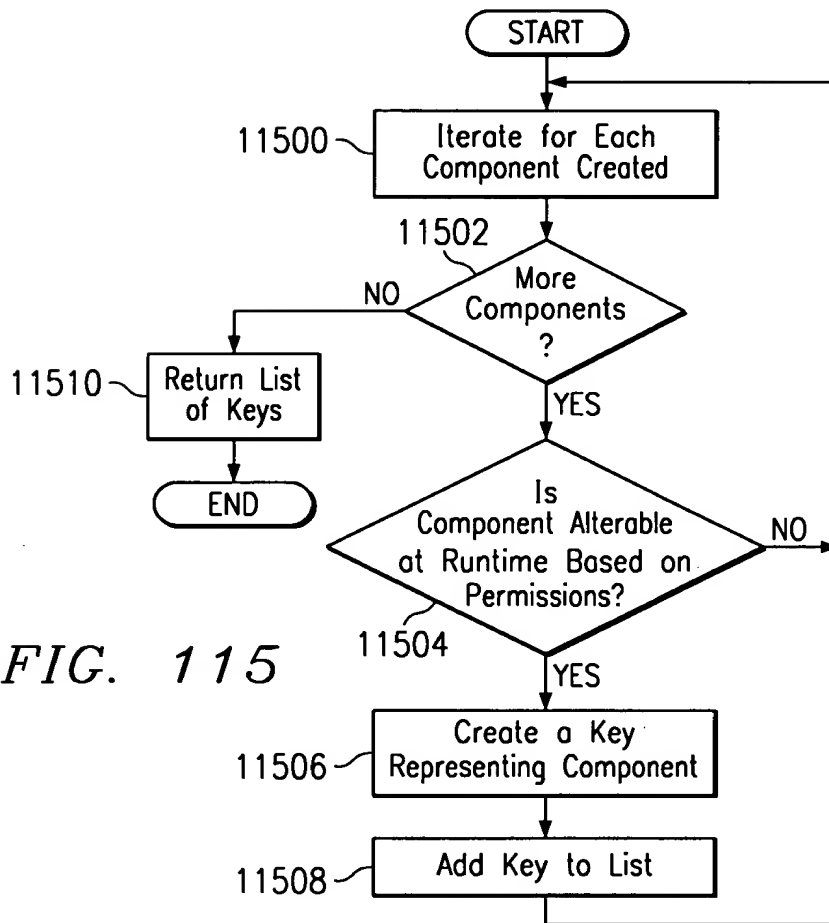 START
11500
Iterate for Each
Component Created
11502
More
Components
?
NO
YES
11510
Return List
of Keys
END
Is
Component Alterable
at Runtime Based on
Permissions?
NO
11504
YES
FIG. 115
11506
Create a Key
Representing Component
11508
Add Key to List